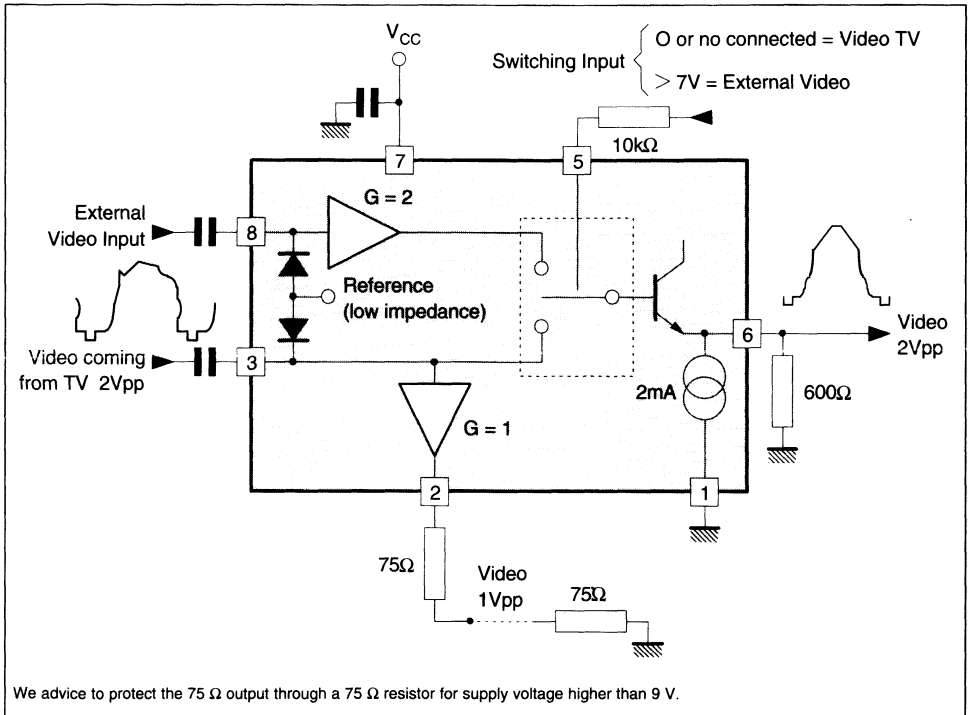 V_CC
Switching Input { O or no connected = Video TV
> 7V = External Video
10kΩ
7
5
G = 2
External
Video Input
8
Reference
(low impedance)
Video coming
from TV 2Vpp
3
6
Video
2Vpp
2mA
600Ω
G = 1
2
1
75Ω
Video
1Vpp
75Ω
We advice to protect the 75 Ω output through a 75 Ω resistor for supply voltage higher than 9 V.